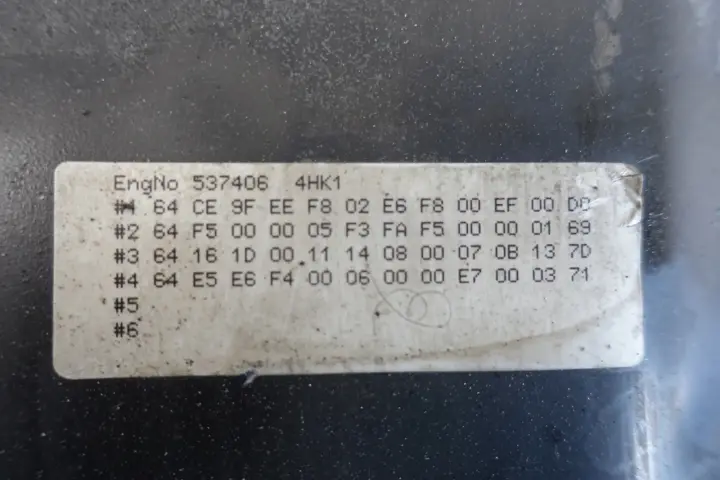 EngNo 537406 4HK1
#1 64 CE 9F EE F8 02 E6 F8 00 EF 00 D0
#2 64 F5 00 00 05 F3 FA F5 00 00 01 69
#3 64 16 1D 00 11 14 08 00 07 0B 13 7D
#4 64 E5 E6 F4 00 06 00 00 E7 00 03 71
#5
#6